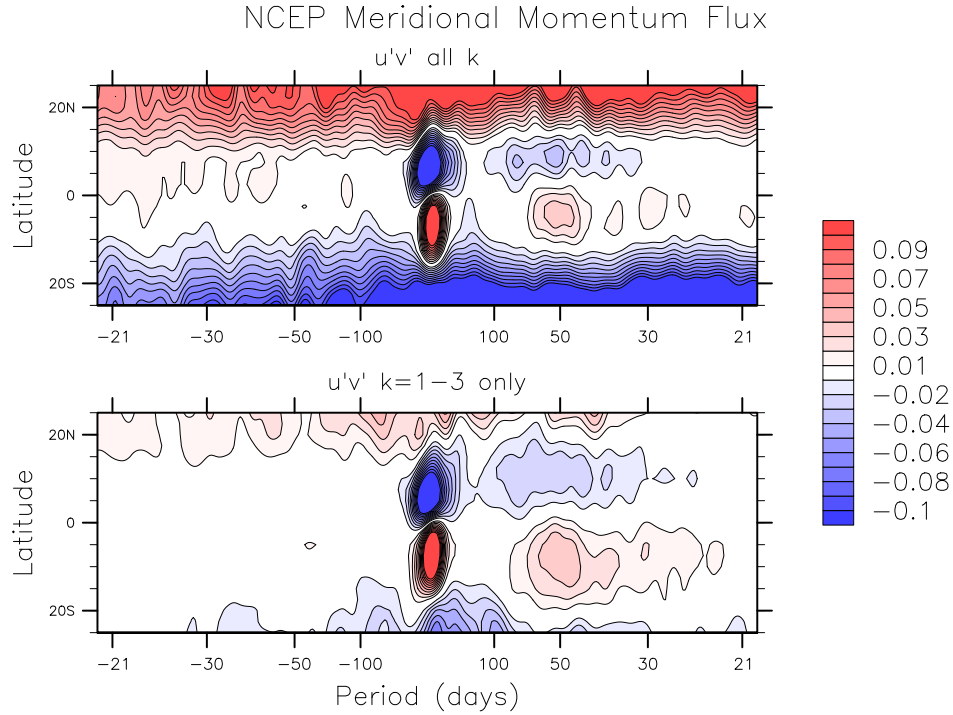 NCEP Meridional Momentum Flux
u'v' all k
20N
0
20S
Latitude
−21 −30 −50 −100 100 50 30 21
u'v' k=1−3 only
20N
0
20S
Latitude
−21 −30 −50 −100 100 50 30 21
Period (days)
0.09
0.07
0.05
0.03
0.01
−0.02
−0.04
−0.06
−0.08
−0.1